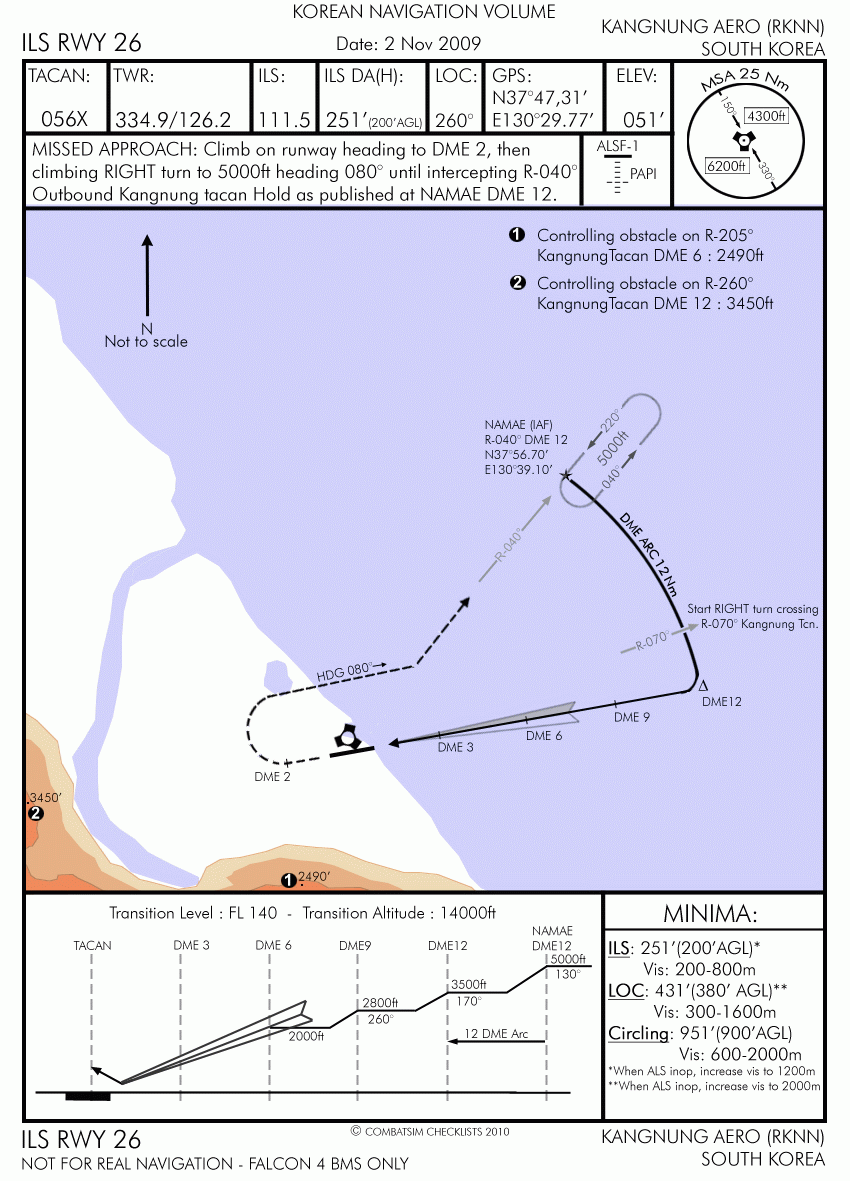 KOREAN NAVIGATION VOLUME
ILS RWY 26
Date: 2 Nov 2009
KANGNUNG AERO (RKNN)
SOUTH KOREA
TACAN:
056X
TWR:
334.9/126.2
ILS:
111.5
ILS DA(H):
251'(200'AGL)
LOC:
260°
GPS:
N37°47,31'
E130°29.77'
ELEV:
051'
MSA 25 Nm
150°
4300ft
6200ft
330°
MISSED APPROACH: Climb on runway heading to DME 2, then
climbing RIGHT turn to 5000ft heading 080° until intercepting R-040°
Outbound Kangnung tacan Hold as published at NAMAE DME 12.
ALSF-1
PAPI
1 Controlling obstacle on R-205°
KangnungTacan DME 6 : 2490ft
2 Controlling obstacle on R-260°
KangnungTacan DME 12 : 3450ft
N
Not to scale
NAMAE (IAF)
R-040° DME 12
N37°56.70'
E130°39.10'
220°
5000ft
040°
DME ARC 12 Nm
R-040°
Start RIGHT turn crossing
R-070° Kangnung Tcn.
R-070°
HDG 080°
DME12
DME 9
DME 6
DME 3
DME 2
3450'
2
1
2490'
Transition Level : FL 140 - Transition Altitude : 14000ft
TACAN
DME 3
DME 6
DME9
DME12
NAMAE
DME12
5000ft
130°
3500ft
170°
2800ft
260°
2000ft
12 DME Arc
MINIMA:
ILS: 251'(200'AGL)*
Vis: 200-800m
LOC: 431'(380' AGL)**
Vis: 300-1600m
Circling: 951'(900'AGL)
Vis: 600-2000m
*When ALS inop, increase vis to 1200m
**When ALS inop, increase vis to 2000m
ILS RWY 26
NOT FOR REAL NAVIGATION - FALCON 4 BMS ONLY
© COMBATSIM CHECKLISTS 2010
KANGNUNG AERO (RKNN)
SOUTH KOREA